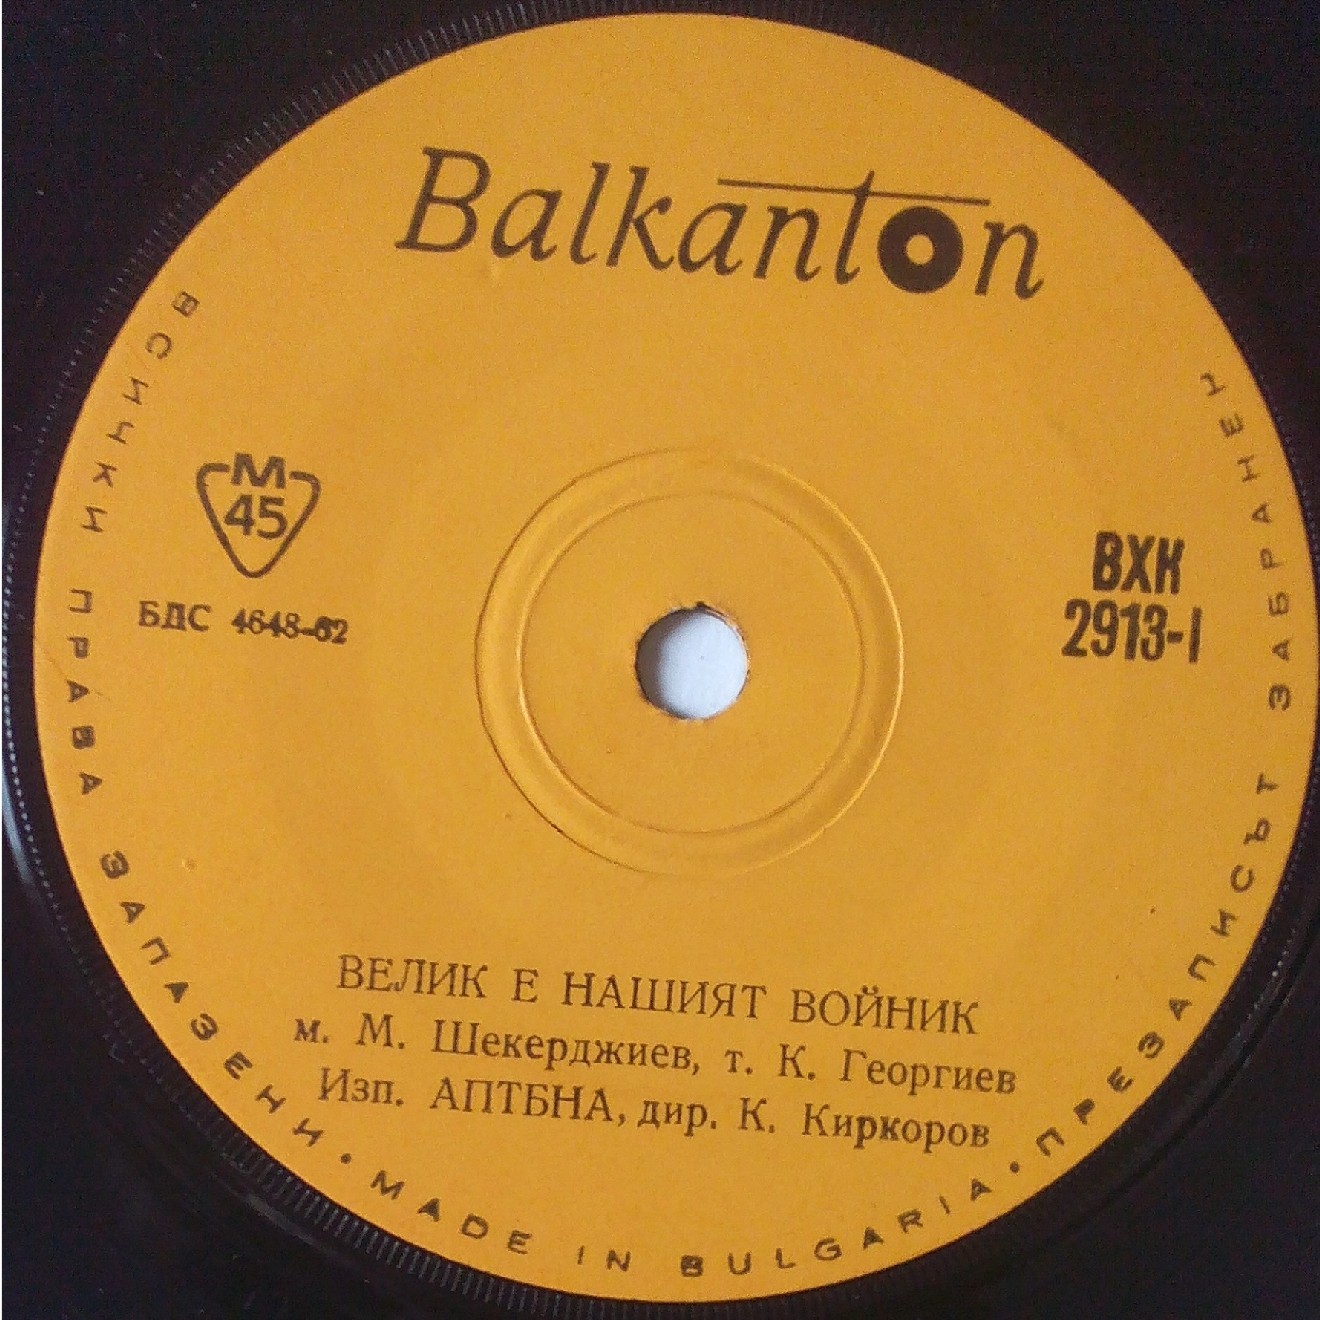 Balkanton
М
45
БДС 4648-62
ВХК
2913-I
ВЕЛИК Е НАШИЯТ ВОЙНИК
м. М. Шекерджиев, т. К. Георгиев
Изп. АПТБНА, дир. К. Киркоров
ВСИЧКИ ПРАВА ЗАПАЗЕНИ • MADE IN BULGARIA • ПРЕЗАПИСЪТ ЗАБРАНЕН